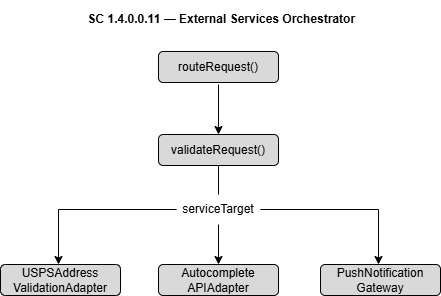 SC 1.4.0.0.11 — External Services Orchestrator
routeRequest()
validateRequest()
serviceTarget
USPSAddress
ValidationAdapter
Autocomplete
APIAdapter
PushNotification
Gateway